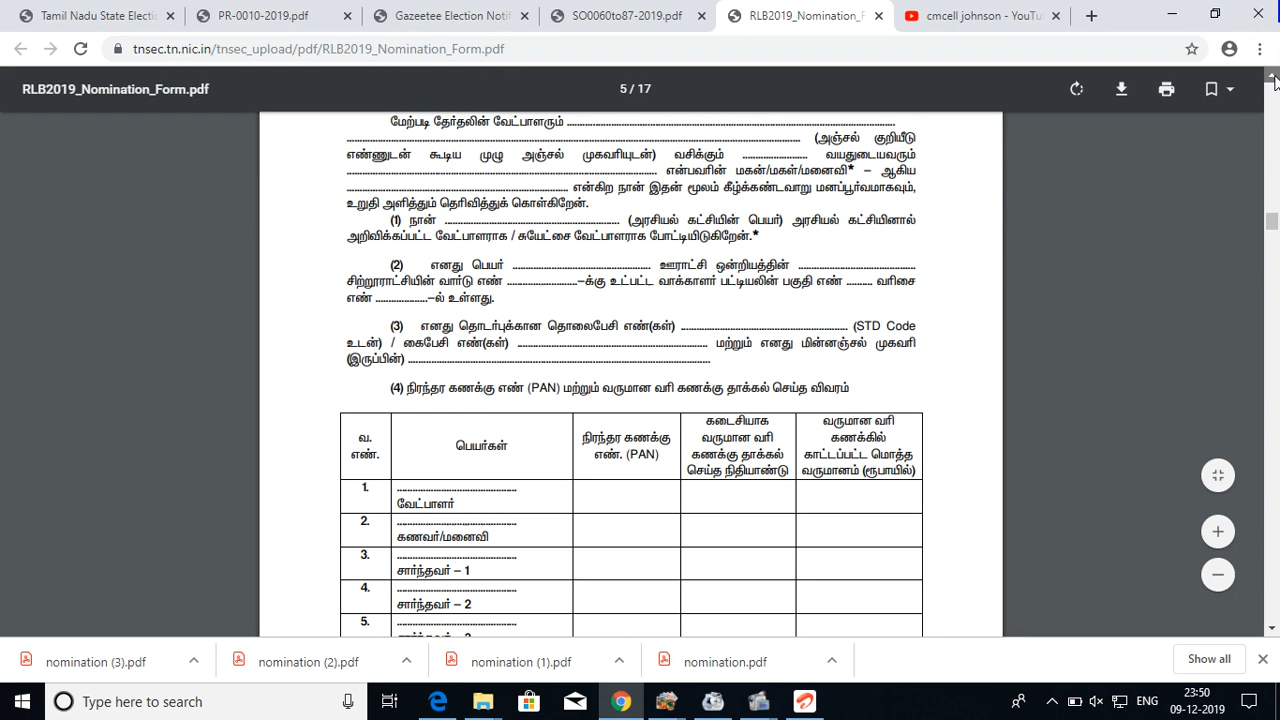 Tamil Nadu State Electi
PR-0010-2019.pdf
Gazeetee Election Notif
SO0060to87-2019.pdf
RLB2019_Nomination_F
cmcell johnson - YouTu
tnsec.tn.nic.in/tnsec_upload/pdf/RLB2019_Nomination_Form.pdf
RLB2019_Nomination_Form.pdf
5 / 17
மேற்படி தேர்தலின் வேட்பாளரும் ................................................
................................................ (அஞ்சல் குறியீடு
எண்ணுடன் கூடிய முழு அஞ்சல் முகவரியுடன்) வசிக்கும் .................... வயதுடையவரும்
................................................ என்பவரின் மகன்/மகள்/மனைவி* – ஆகிய
................................................ என்கிற நான் இதன் மூலம் கீழ்க்கண்டவாறு மனப்பூர்வமாகவும்,
உறுதி அளித்தும் தெரிவித்துக் கொள்கிறேன்.
(1) நான் ................................................ (அரசியல் கட்சியின் பெயர்) அரசியல் கட்சியினால்
அறிவிக்கப்பட்ட வேட்பாளராக / சுயேட்சை வேட்பாளராக போட்டியிடுகிறேன்.*
(2) எனது பெயர் ........................................ ஊராட்சி ஒன்றியத்தின் ..................................
சிற்றூராட்சியின் வார்டு எண் ......................–க்கு உட்பட்ட வாக்காளர் பட்டியலின் பகுதி எண் .......... வரிசை
எண் ..................–ல் உள்ளது.
(3) எனது தொடர்புக்கான தொலைபேசி எண்(கள்) ................................................ (STD Code
உடன்) / கைபேசி எண்(கள்) ................................................ மற்றும் எனது மின்னஞ்சல் முகவரி
(இருப்பின்) ................................................
(4) நிரந்தர கணக்கு எண் (PAN) மற்றும் வருமான வரி கணக்கு தாக்கல் செய்த விவரம்
வ. எண். பெயர்கள் நிரந்தர கணக்கு எண். (PAN) கடைசியாக வருமான வரி கணக்கு தாக்கல் செய்த நிதியாண்டு வருமான வரி கணக்கில் காட்டப்பட்ட மொத்த வருமானம் (ரூபாயில்)
1. ........................................
வேட்பாளர்
2. ........................................
கணவர்/மனைவி
3. ........................................
சார்ந்தவர் – 1
4. ........................................
சார்ந்தவர் – 2
5. ........................................
nomination (3).pdf
nomination (2).pdf
nomination (1).pdf
nomination.pdf
Show all
Type here to search
ENG
23:50
09-12-2019